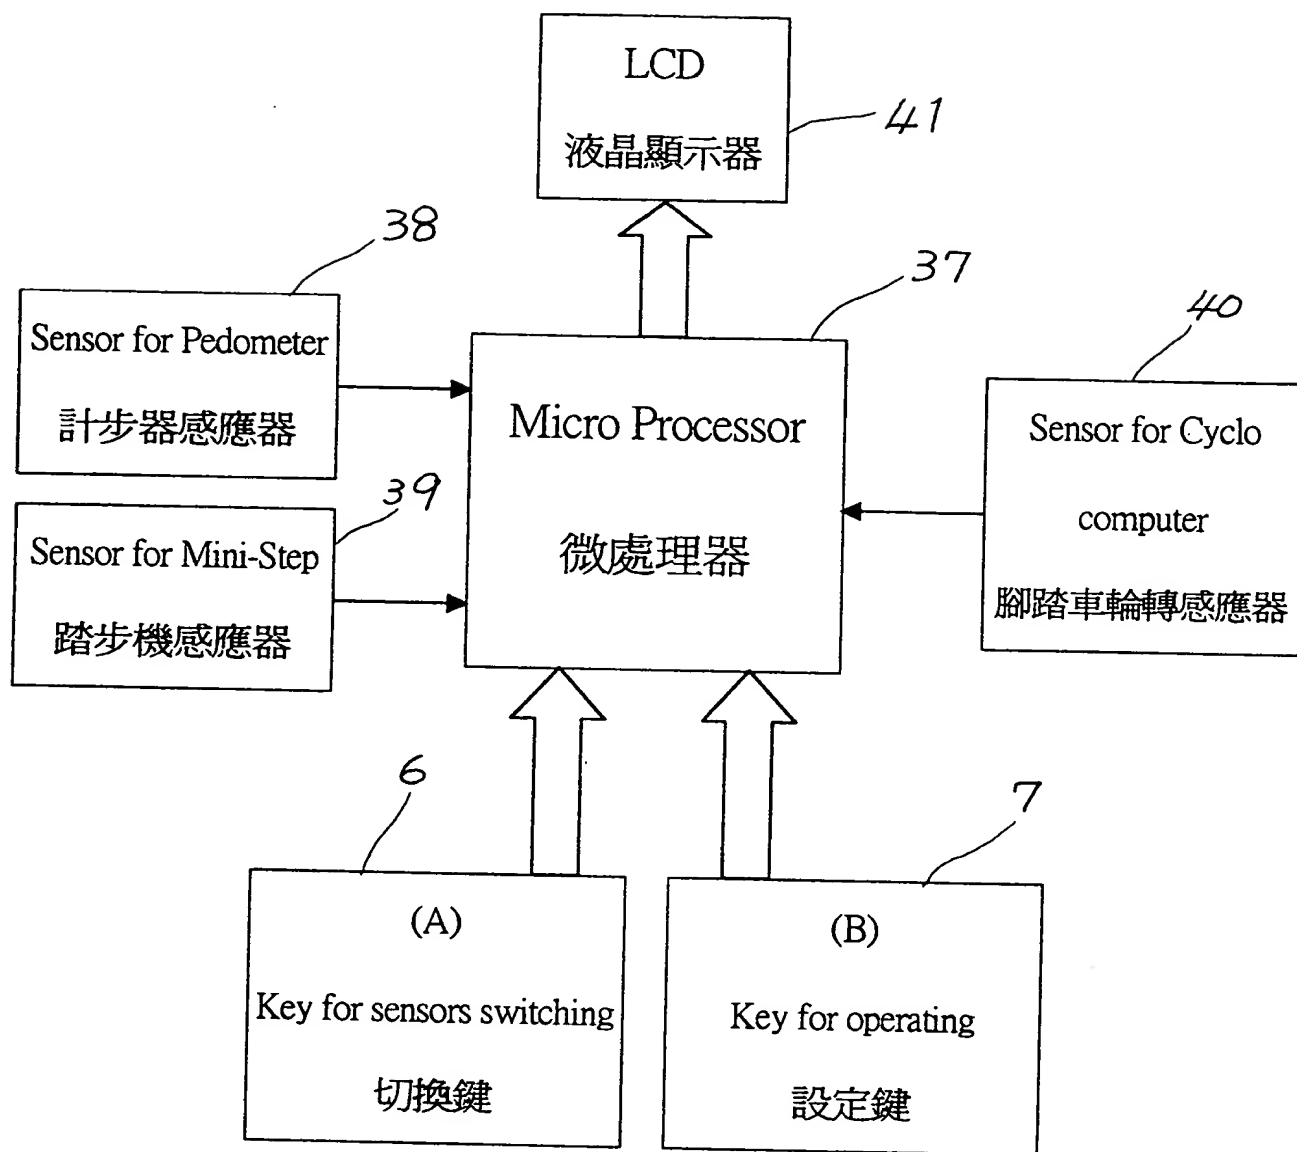 LCD
液晶顯示器
41
38
37
40
Sensor for Pedometer
計步器感應器
Micro Processor
微處理器
39
Sensor for Mini-Step
踏步機感應器
Sensor for Cyclo
computer
腳踏車輪轉感應器
6
7
(A)
Key for sensors switching
切換鍵
(B)
Key for operating
設定鍵